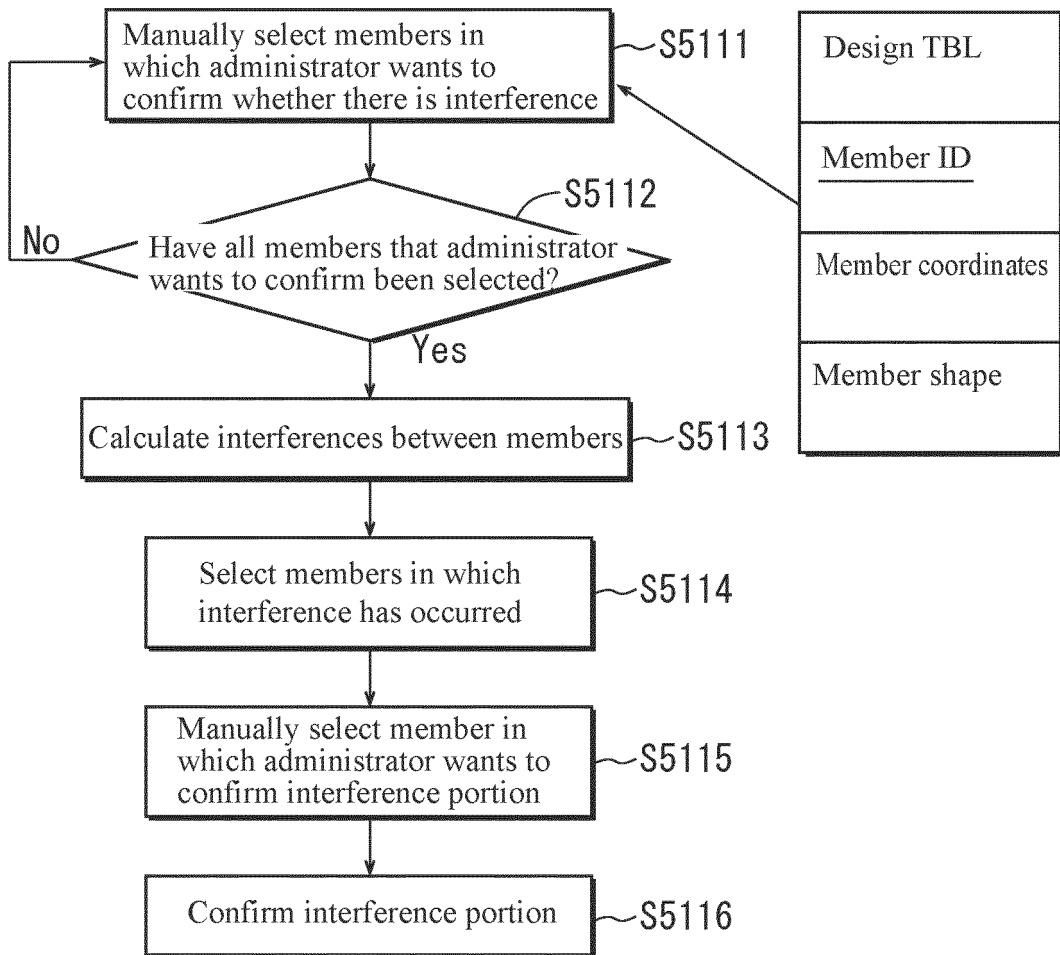 Manually select members in
which administrator wants to
confirm whether there is interference
S5111
Design TBL
Member ID
Member coordinates
Member shape
S5112
No
Have all members that administrator
wants to confirm been selected?
Yes
Calculate interferences between members
S5113
Select members in which
interference has occurred
S5114
Manually select member in
which administrator wants to
confirm interference portion
S5115
Confirm interference portion
S5116